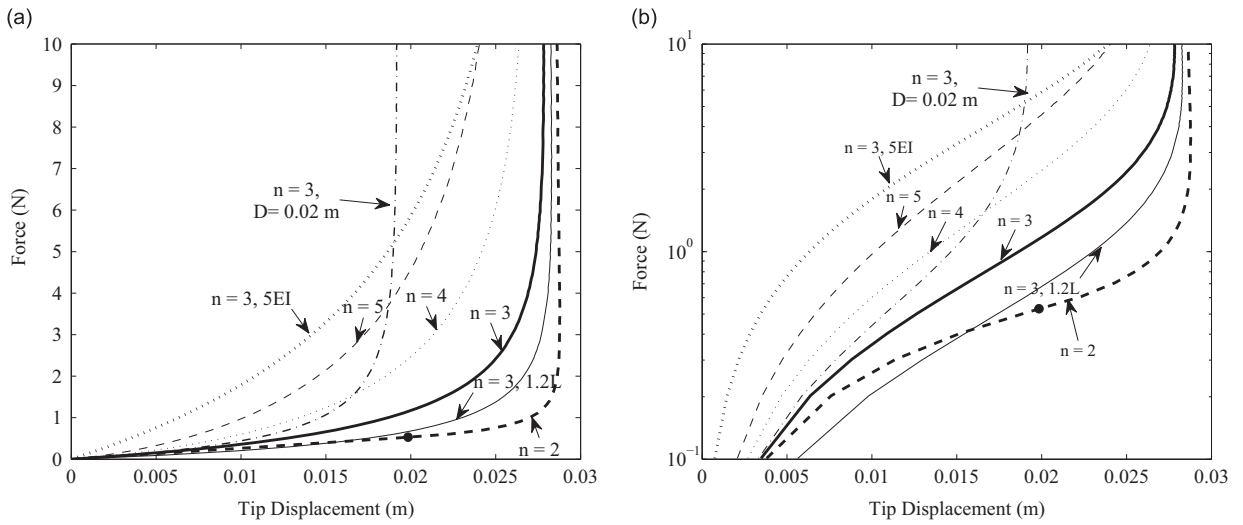 (a)
10
9
8
7
6
5
4
3
2
1
0
Force (N)
n = 3,
D= 0.02 m
n = 3, 5EI
n = 5
n = 4
n = 3
n = 3, 1.2L
n = 2
0 0.005 0.01 0.015 0.02 0.025 0.03
Tip Displacement (m)
(b)
10^1
10^0
10^-1
Force (N)
n = 3,
D= 0.02 m
n = 3, 5EI
n = 5
n = 4
n = 3
n = 3, 1.2L
n = 2
0 0.005 0.01 0.015 0.02 0.025 0.03
Tip Displacement (m)